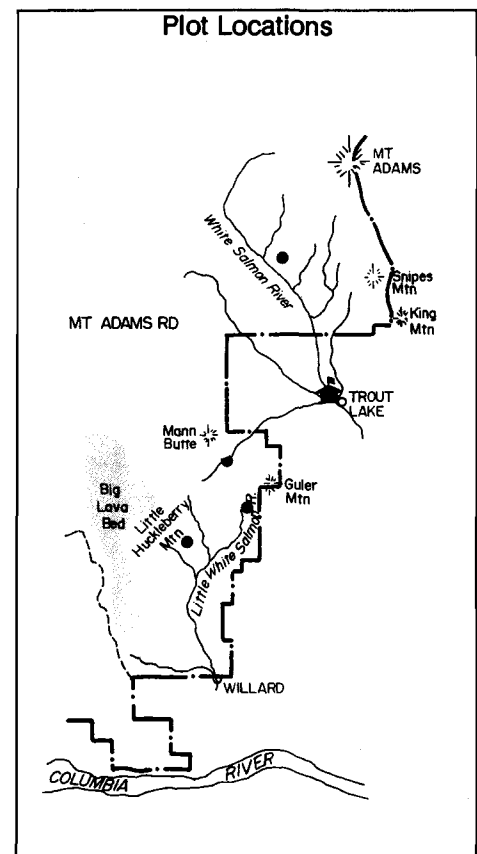 Plot Locations
MT
ADAMS
White Salmon River
Snipes
Mtn
King
Mtn
MT ADAMS RD
TROUT
LAKE
Mann
Butte
Guler
Mtn
Big
Lava
Bed
Little
Huckleberry
Mtn
Little White Salmon R.
WILLARD
COLUMBIA RIVER